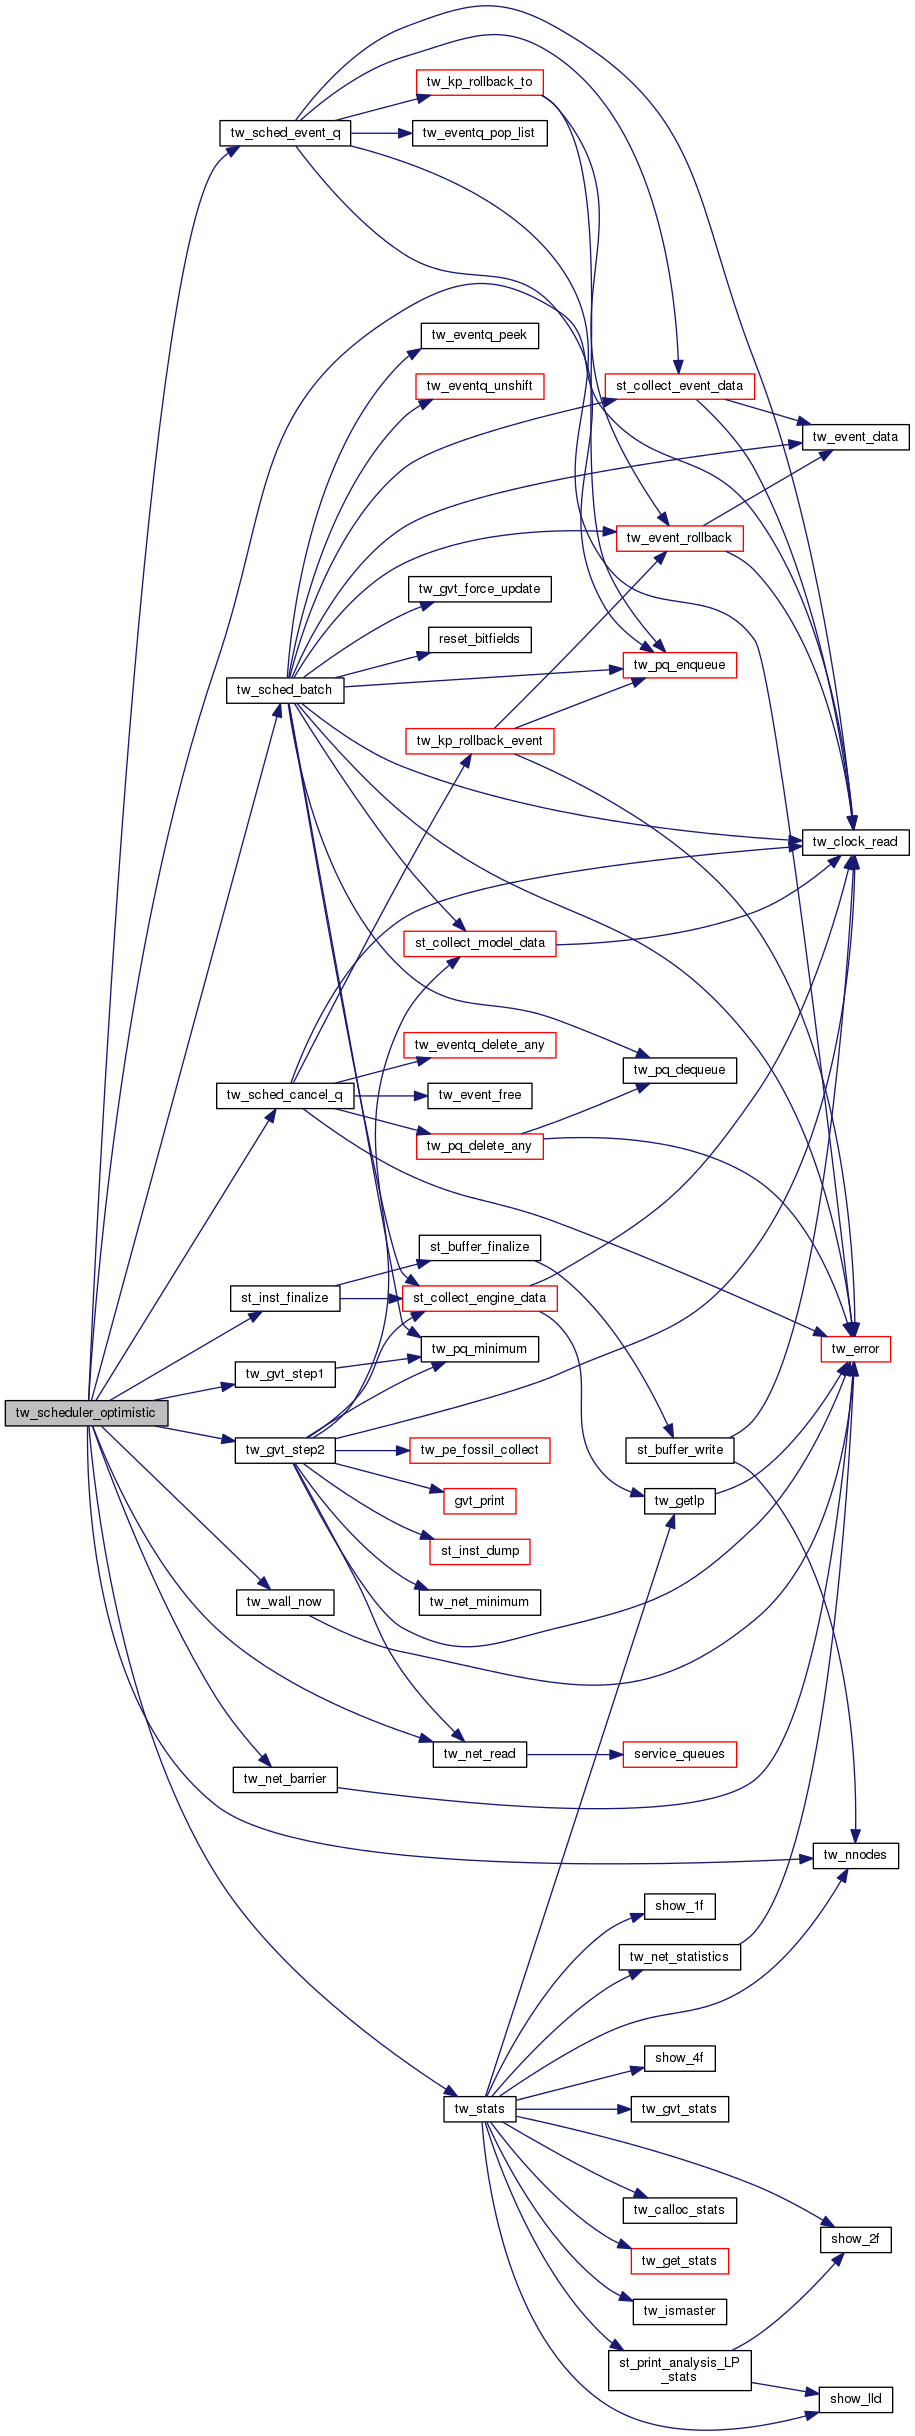 tw_kp_rollback_to
tw_sched_event_q
tw_eventq_pop_list
tw_eventq_peek
tw_eventq_unshift
st_collect_event_data
tw_event_data
tw_event_rollback
tw_gvt_force_update
reset_bitfields
tw_pq_enqueue
tw_sched_batch
tw_kp_rollback_event
tw_clock_read
st_collect_model_data
tw_eventq_delete_any
tw_pq_dequeue
tw_sched_cancel_q
tw_event_free
tw_pq_delete_any
st_buffer_finalize
st_inst_finalize
st_collect_engine_data
tw_pq_minimum
tw_error
tw_gvt_step1
tw_scheduler_optimistic
tw_gvt_step2
tw_pe_fossil_collect
st_buffer_write
gvt_print
tw_getlp
st_inst_dump
tw_wall_now
tw_net_minimum
tw_net_read
service_queues
tw_net_barrier
tw_nnodes
show_1f
tw_net_statistics
show_4f
tw_stats
tw_gvt_stats
tw_calloc_stats
show_2f
tw_get_stats
tw_ismaster
st_print_analysis_LP
_stats
show_lld